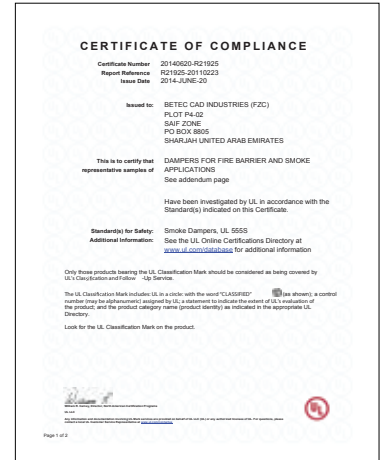 CERTIFICATE OF COMPLIANCE
Certificate Number 20140620-R21925
Report Reference R21925-20110223
Issue Date 2014-JUNE-20
Issued to: BETEC CAD INDUSTRIES (FZC)
PLOT P4-02
SAIF ZONE
PO BOX 8805
SHARJAH UNITED ARAB EMIRATES
This is to certify that DAMPERS FOR FIRE BARRIER AND SMOKE
representative samples of APPLICATIONS
See addendum page
Have been investigated by UL in accordance with the
Standard(s) indicated on this Certificate.
Standard(s) for Safety: Smoke Dampers, UL 555S
Additional Information: See the UL Online Certifications Directory at
www.ul.com/database for additional information
Only those products bearing the UL Classification Mark should be considered as being covered by
UL's Classification and Follow -Up Service.
The UL Classification Mark includes: UL in a circle: with the word "CLASSIFIED" (as shown); a control
number (may be alphanumeric) assigned by UL; a statement to indicate the extent of UL's evaluation of
the product; and the product category name (product identity) as indicated in the appropriate UL
Directory.
Look for the UL Classification Mark on the product.
UL
Page 1 of 2